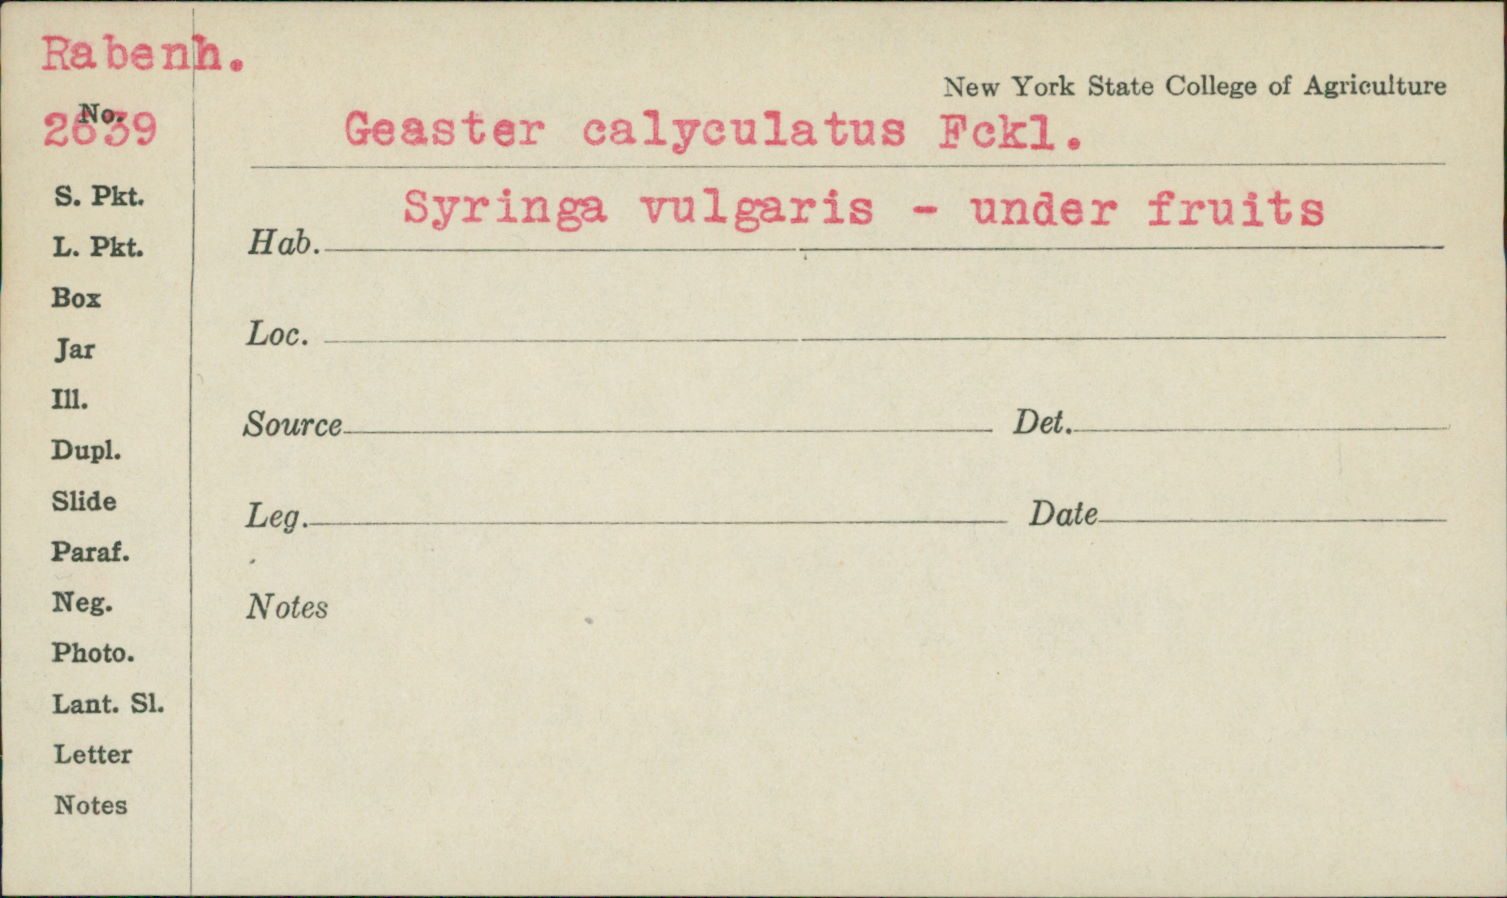 Rabenh.
New York State College of Agriculture
No.
2639
Geaster calyculatus Fckl.
S. Pkt.
Syringa vulgaris - under fruits
L. Pkt.
Hab.
Box
Loc.
Jar
Ill.
Source
Det.
Dupl.
Slide
Leg.
Date
Paraf.
Neg.
Notes
Photo.
Lant. Sl.
Letter
Notes